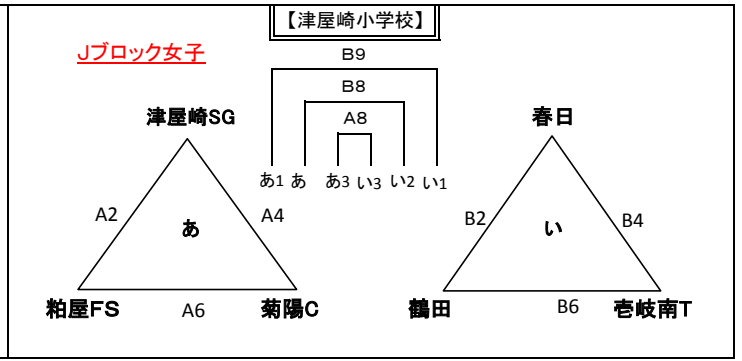 【津屋崎小学校】
Jブロック女子
B9
B8
A8
津屋崎SG
春日
あ1 あ あ3 い3 い2 い1
A2
あ
A4
B2
い
B4
粕屋FS
A6
菊陽C
鶴田
B6
壱岐南T